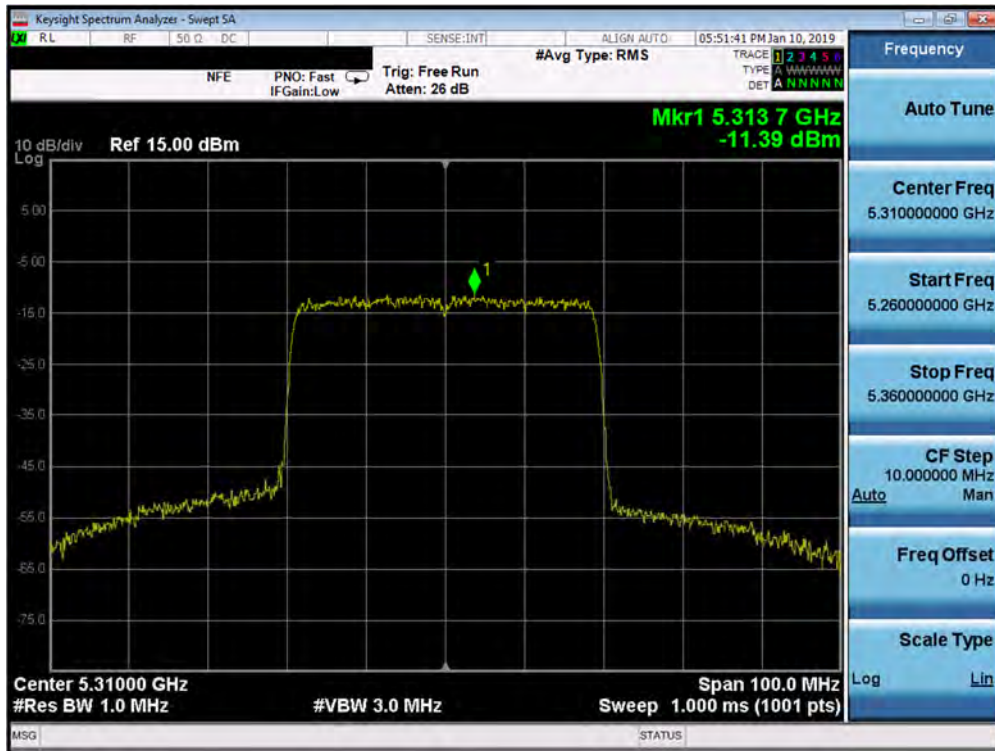 Keysight Spectrum Analyzer - Swept SA
LXI RL RF 50 Ω DC SENSE:INT ALIGN AUTO 05:51:41 PM Jan 10, 2019
#Avg Type: RMS TRACE 1 2 3 4 5 6
NFE PNO: Fast Trig: Free Run TYPE A WWWWW
IFGain:Low Atten: 26 dB DET A N N N N N
Mkr1 5.313 7 GHz
-11.39 dBm
10 dB/div Ref 15.00 dBm
Log
5.00
-5.00
1
-15.0
-25.0
-35.0
-45.0
-55.0
-65.0
-75.0
Center 5.31000 GHz Span 100.0 MHz
#Res BW 1.0 MHz #VBW 3.0 MHz Sweep 1.000 ms (1001 pts)
MSG STATUS
Frequency
Auto Tune
Center Freq
5.310000000 GHz
Start Freq
5.260000000 GHz
Stop Freq
5.360000000 GHz
CF Step
10.000000 MHz
Auto Man
Freq Offset
0 Hz
Scale Type
Log Lin